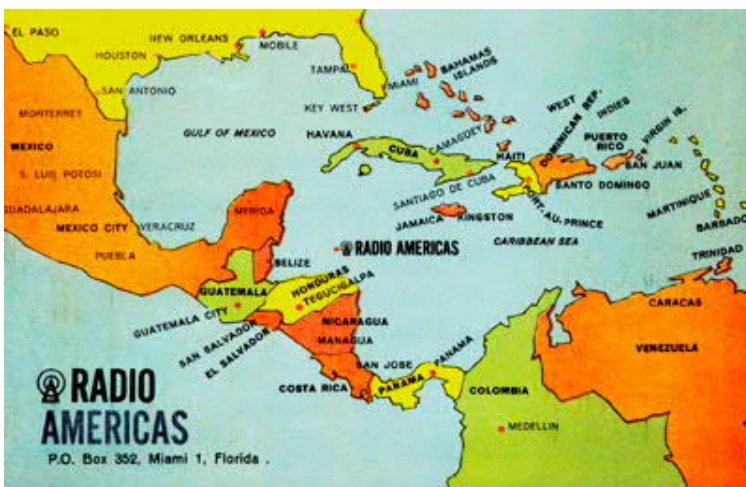 EL PASO
NEW ORLEANS
MOBILE
HOUSTON
SAN ANTONIO
TAMPA
MIAMI
BAHAMAS
ISLANDS
KEY WEST
MONTERREY
GULF OF MEXICO
HAVANA
CUBA
CAMAGUEY
WEST INDIES
MEXICO
HAITI
DOMINICAN REP.
PUERTO
RICO
VIRGIN IS.
SAN JUAN
S. LUIS POTOSI
SANTIAGO DE CUBA
SANTO DOMINGO
PORT-AU-PRINCE
MARTINIQUE
GUADALAJARA
MEXICO CITY
VERACRUZ
MERIDA
JAMAICA
KINGSTON
BARBADO
CARIBBEAN SEA
PUEBLA
BELIZE
RADIO AMERICAS
TRINIDAD
GUATEMALA
HONDURAS
TEGUCIGALPA
CARACAS
GUATEMALA CITY
SAN SALVADOR
EL SALVADOR
NICARAGUA
MANAGUA
VENEZUELA
SAN JOSE
PANAMA
COSTA RICA
PANAMA
COLOMBIA
MEDELLIN
RADIO
AMERICAS
P.O. Box 352, Miami 1, Florida .